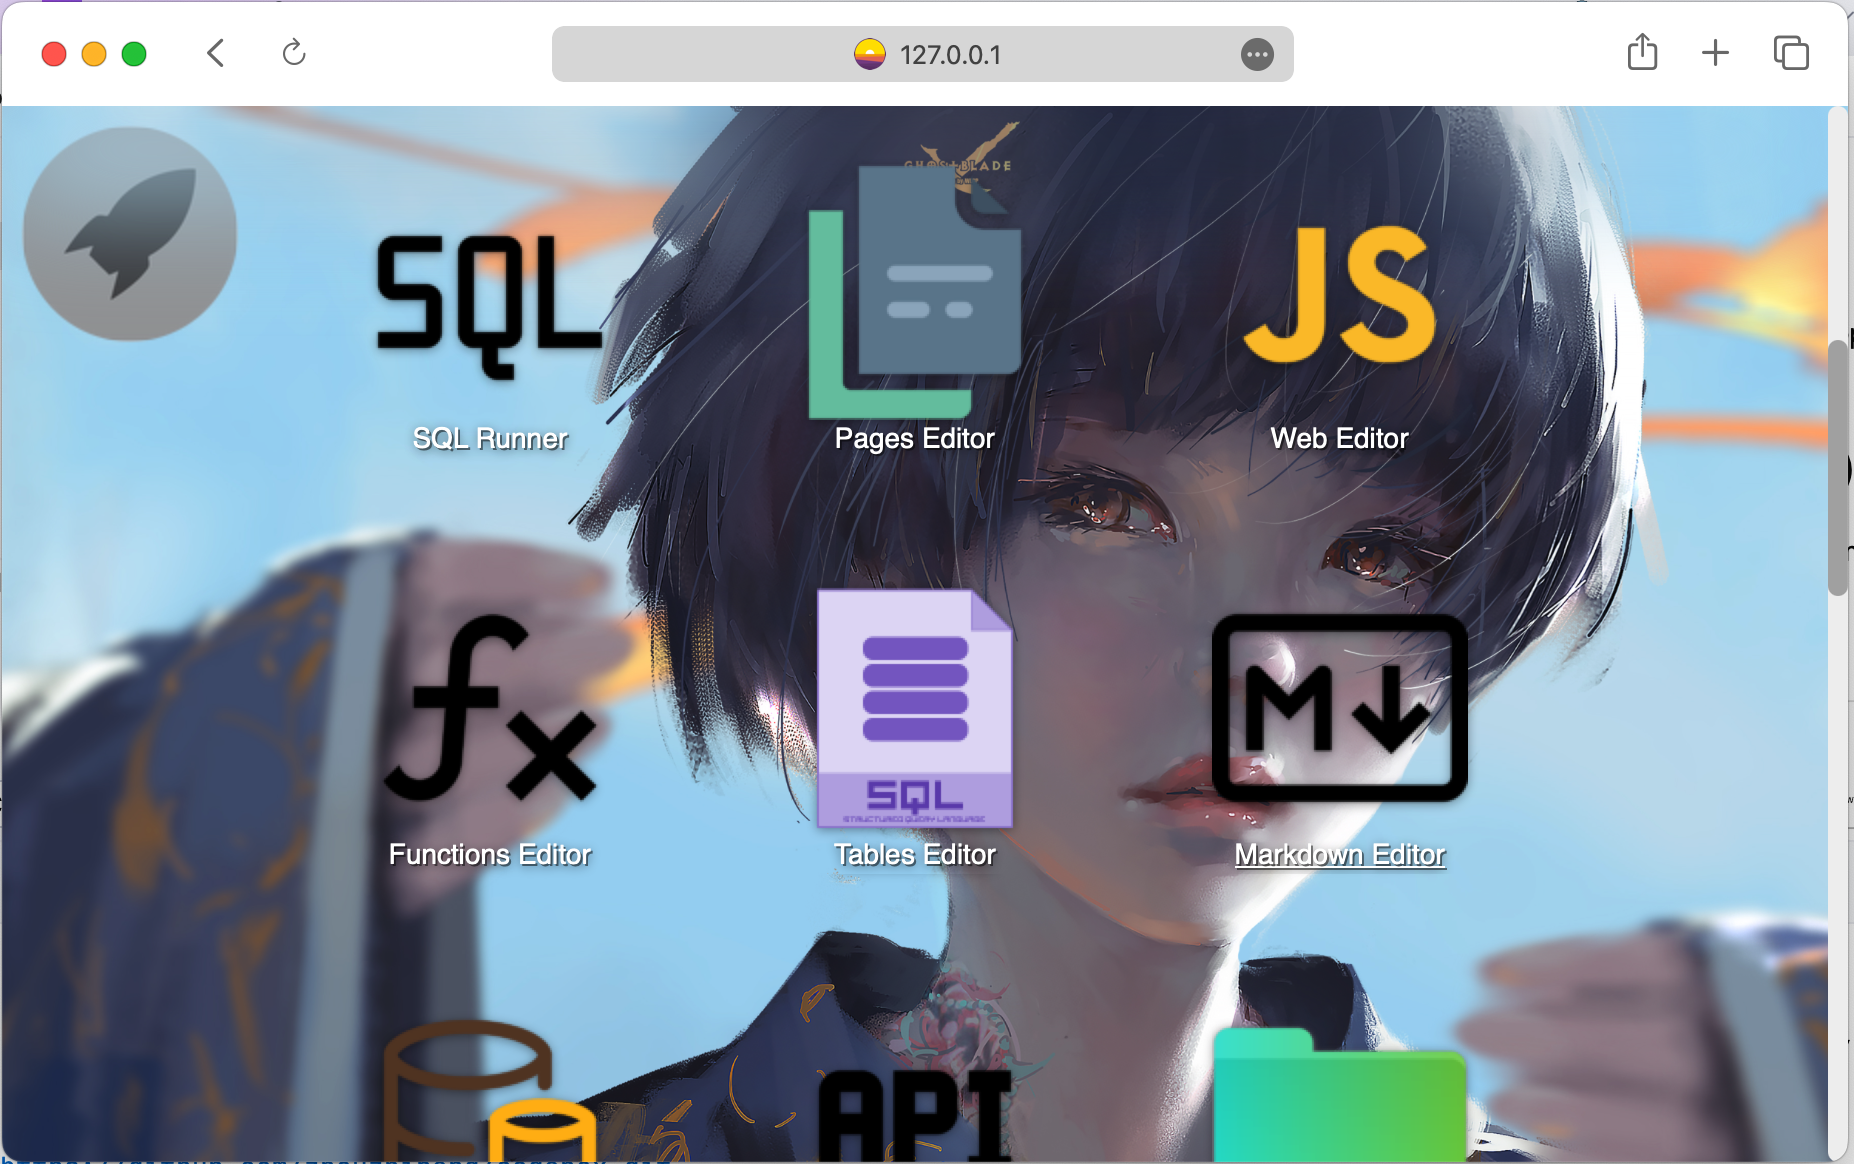 127.0.0.1
GHOSTBLADE
SQL
JS
SQL Runner
Pages Editor
Web Editor
fx
SQL
STRUCTURED QUERY LANGUAGE
M
Functions Editor
Tables Editor
Markdown Editor
API